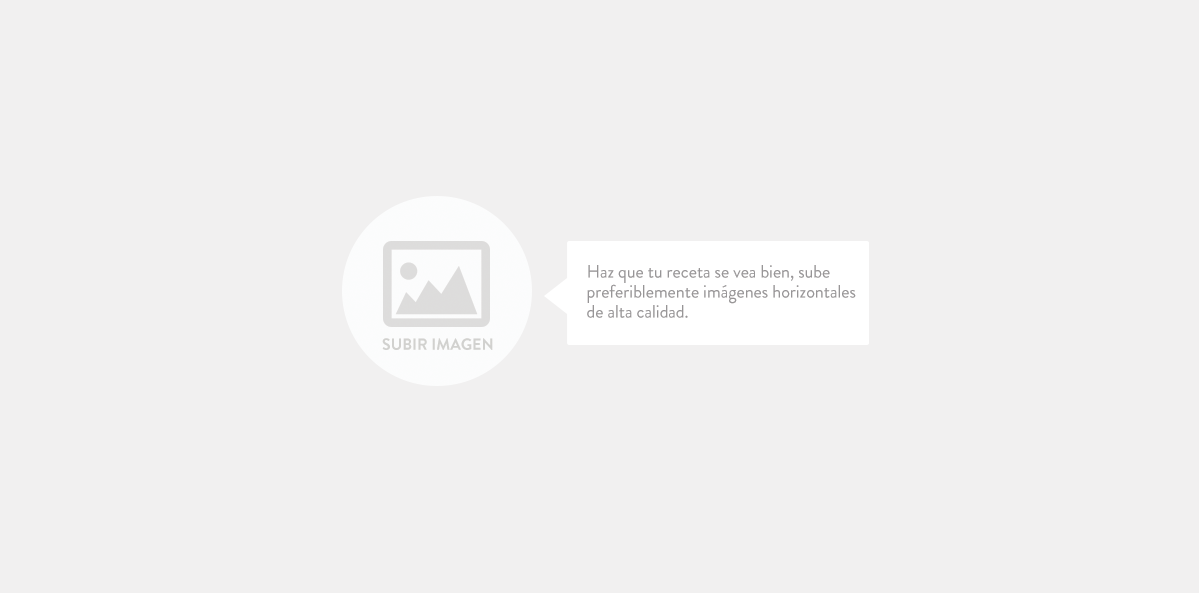 SUBIR IMAGEN
Haz que tu receta se vea bien, sube
preferiblemente imágenes horizontales
de alta calidad.